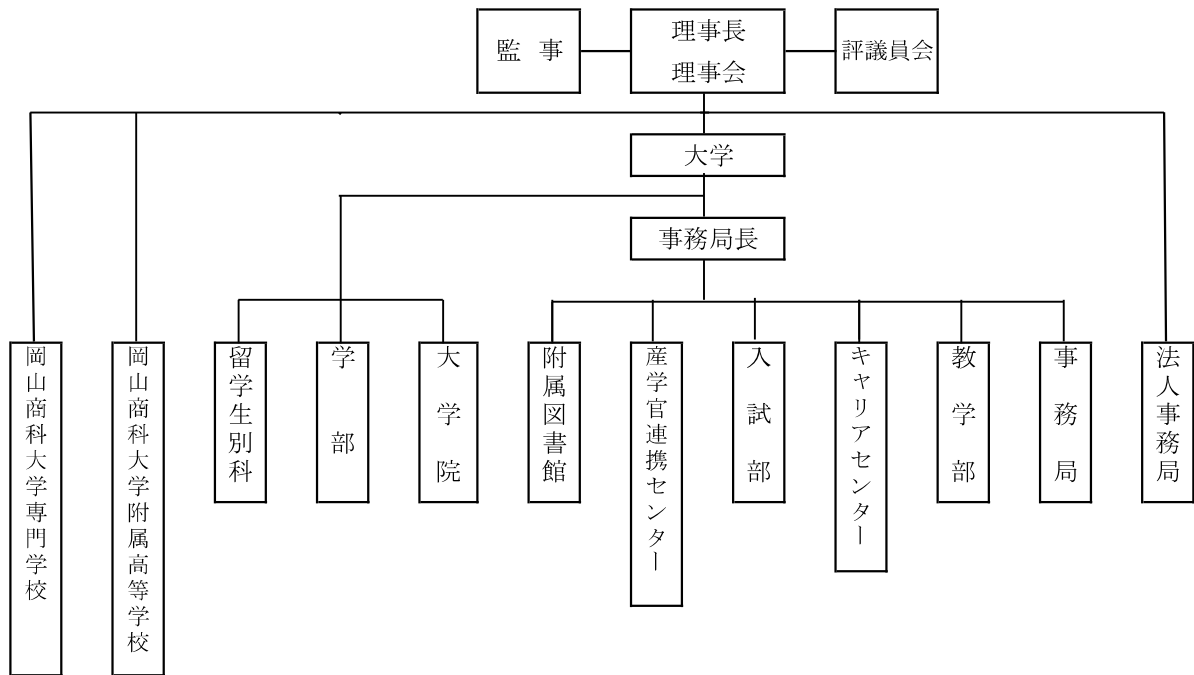 監 事
理事長
理事会
評議員会
大学
事務局長
岡山商科大学専門学校
岡山商科大学附属高等学校
留学生別科
学部
大学院
附属図書館
産学官連携センター
入試部
キャリアセンター
教学部
事務局
法人事務局